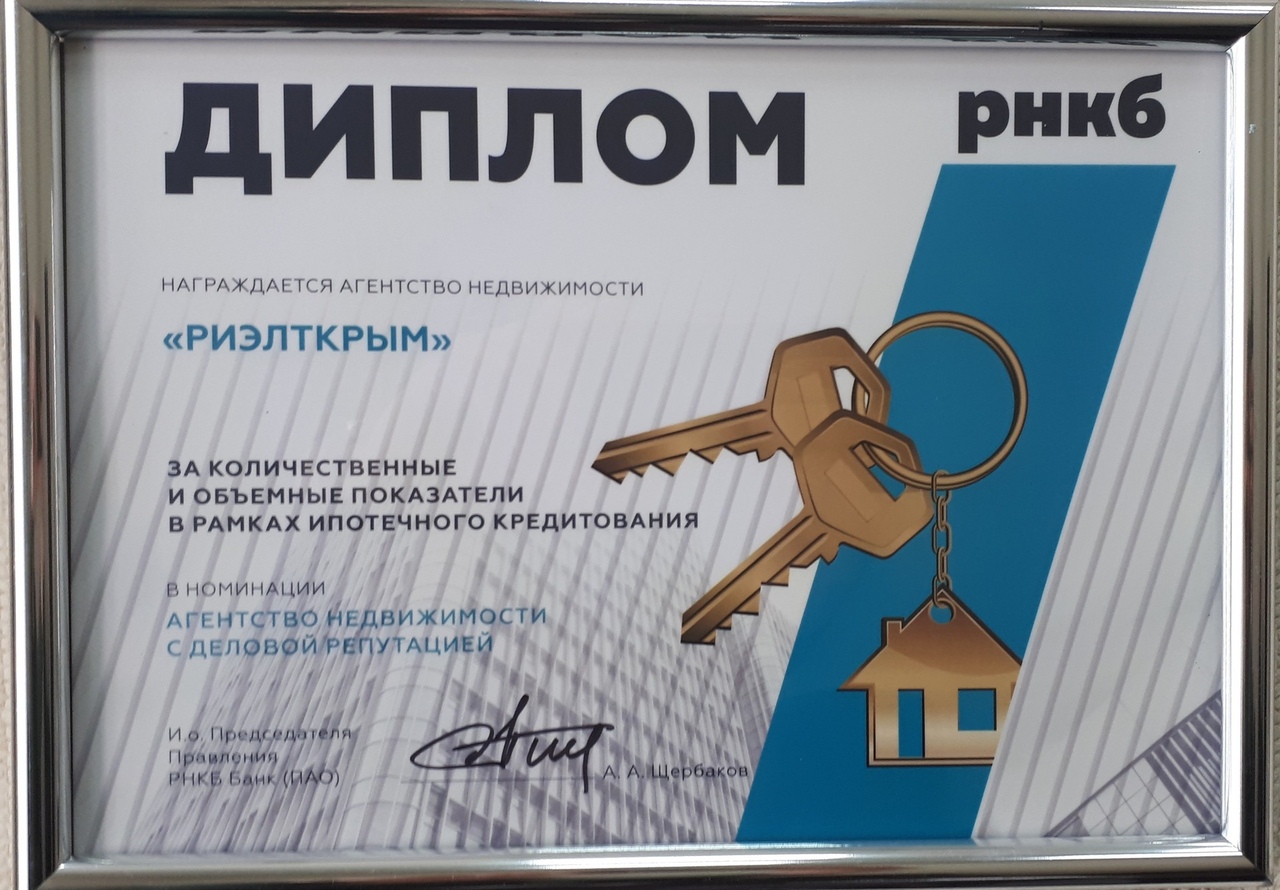 ДИПЛОМ
рнкб
НАГРАЖДАЕТСЯ АГЕНТСТВО НЕДВИЖИМОСТИ
«РИЭЛТКРЫМ»
ЗА КОЛИЧЕСТВЕННЫЕ
И ОБЪЕМНЫЕ ПОКАЗАТЕЛИ
В РАМКАХ ИПОТЕЧНОГО КРЕДИТОВАНИЯ
В НОМИНАЦИИ
АГЕНТСТВО НЕДВИЖИМОСТИ
С ДЕЛОВОЙ РЕПУТАЦИЕЙ
И.о. Председателя
Правления
РНКБ Банк (ПАО)
А. А. Щербаков